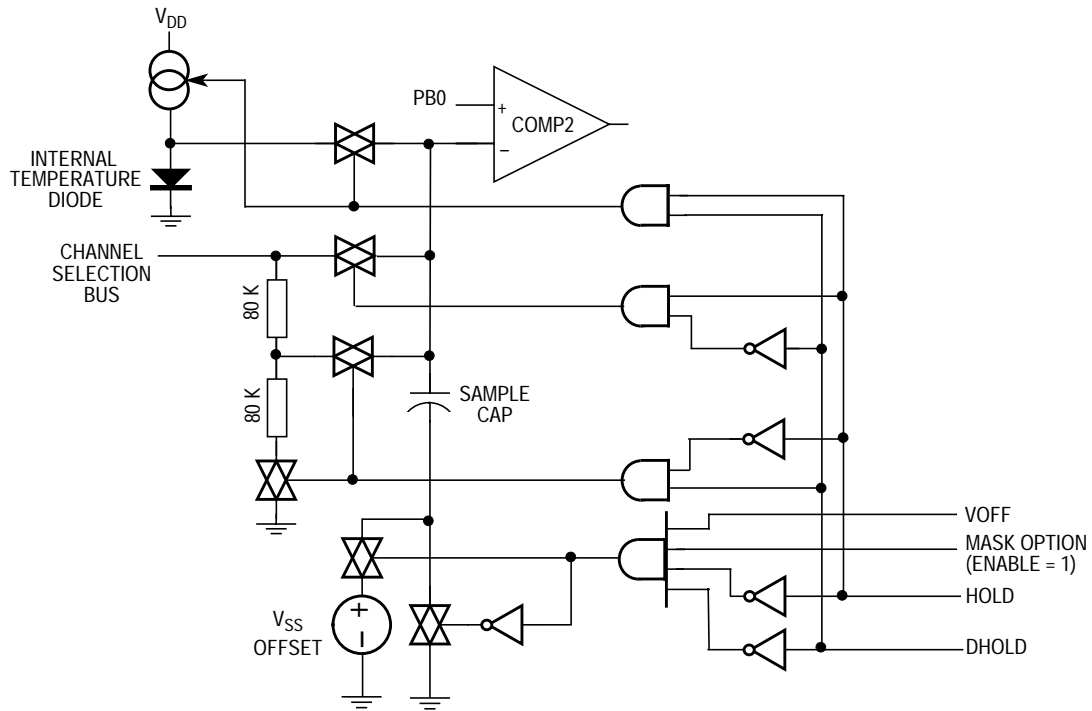 VDD
PB0
+
COMP2
−
INTERNAL
TEMPERATURE
DIODE
CHANNEL
SELECTION
BUS
80 K
80 K
SAMPLE
CAP
VOFF
MASK OPTION
(ENABLE = 1)
HOLD
DHOLD
VSS
OFFSET
+
−